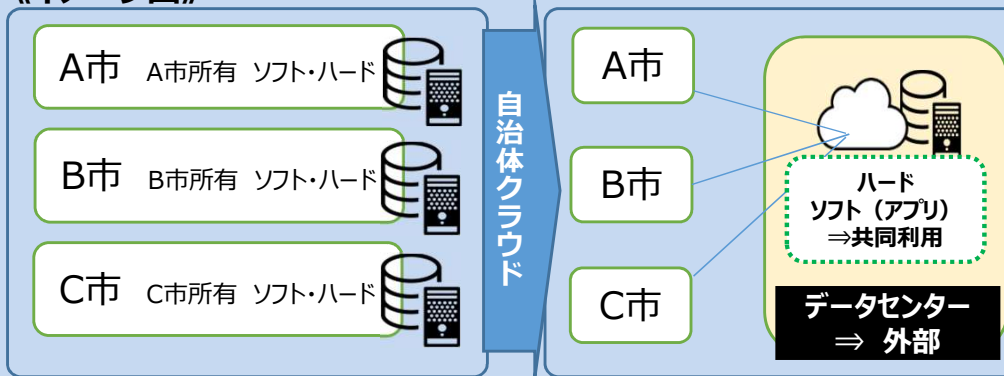 A市 A市所有 ソフト・ハード
B市 B市所有 ソフト・ハード
C市 C市所有 ソフト・ハード
自治体クラウド
A市
B市
C市
ハード
ソフト（アプリ）
⇒共同利用
データセンター
⇒ 外部